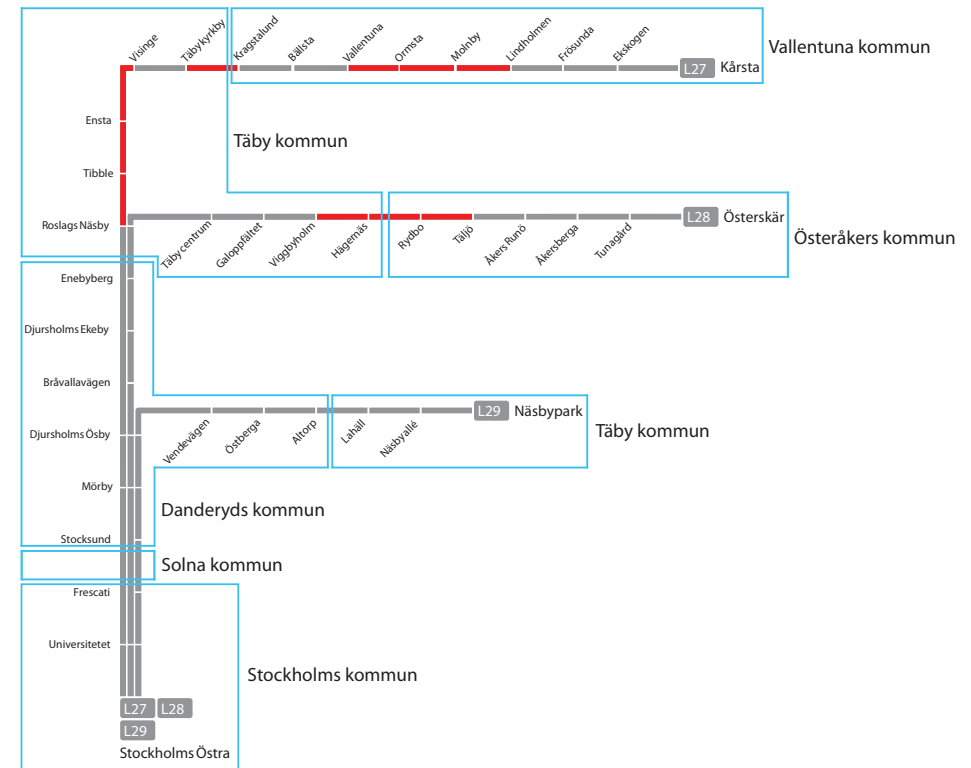 Visinge
Täby kyrkby
Kragstalund
Bällsta
Vallentuna
Ormsta
Molnby
Lindholmen
Frösunda
Ekskogen
L27 Kårsta
Vallentuna kommun
Ensta
Täby kommun
Tibble
Roslags Näsby
L28 Österskär
Österåkers kommun
Täby centrum
Galoppfältet
Viggbyholm
Hägernäs
Rydbo
Täljö
Åkers Runö
Åkersberga
Tunagård
Enebyberg
Djursholms Ekeby
Bråvallavägen
L29 Näsbypark
Täby kommun
Djursholms Ösby
Vendevägen
Östberga
Altorp
Lahäll
Näsbyallé
Mörby
Danderyds kommun
Stocksund
Solna kommun
Frescati
Universitetet
Stockholms kommun
L27 L28
L29
Stockholms Östra